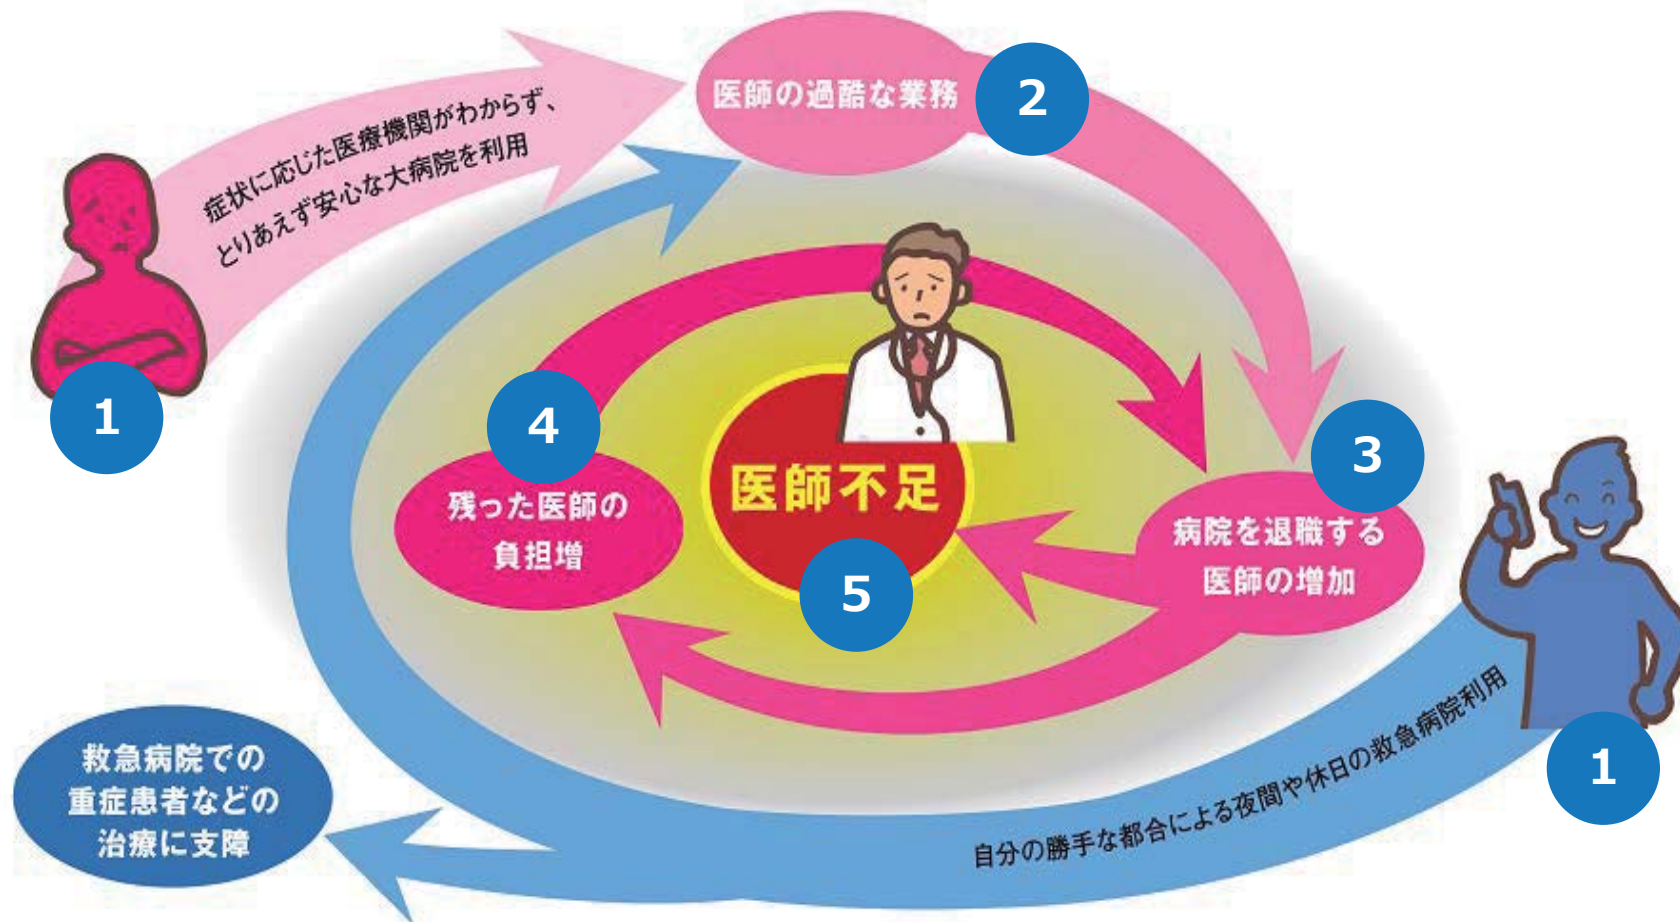 医師の過酷な業務
2
症状に応じた医療機関がわからず、
とりあえず安心な大病院を利用
1
4
残った医師の
負担増
医師不足
5
3
病院を退職する
医師の増加
1
自分の勝手な都合による夜間や休日の救急病院利用
救急病院での
重症患者などの
治療に支障